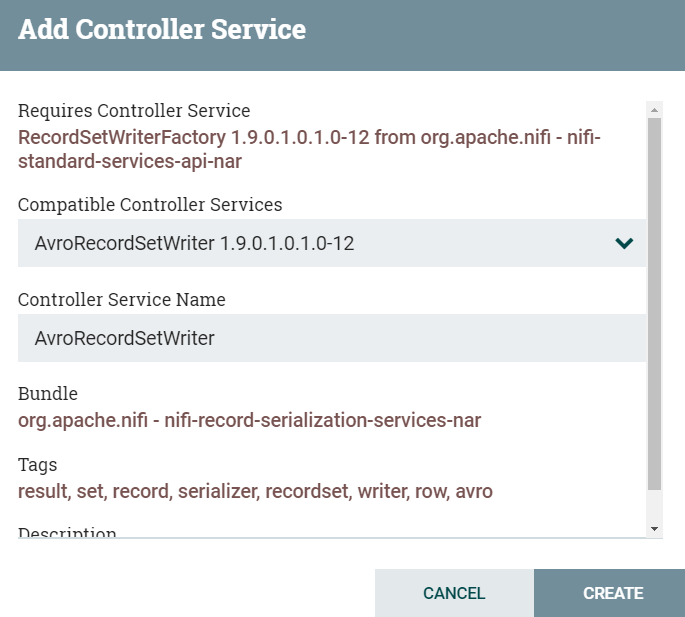 Add Controller Service
Requires Controller Service
RecordSetWriterFactory 1.9.0.1.0.1.0-12 from org.apache.nifi - nifi-
standard-services-api-nar
Compatible Controller Services
AvroRecordSetWriter 1.9.0.1.0.1.0-12
Controller Service Name
AvroRecordSetWriter
Bundle
org.apache.nifi - nifi-record-serialization-services-nar
Tags
result, set, record, serializer, recordset, writer, row, avro
Description
CANCEL
CREATE